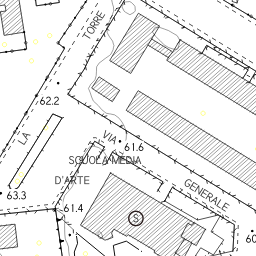 TORRE
62.2
LA
VIA
61.6
SCUOLA MEDIA
D'ARTE
GENERALE
63.3
61.4
S
60